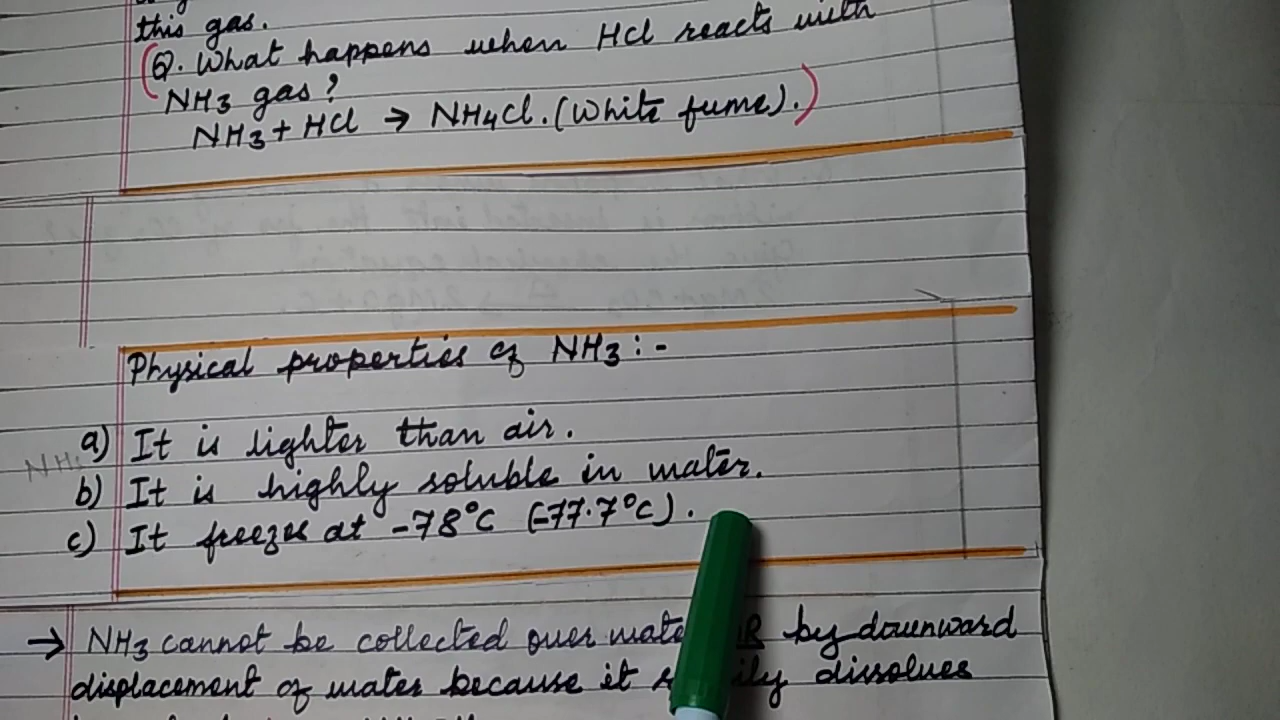 this gas.
(Q. What happens when HCl reacts with
NH3 gas?
NH3 + HCl → NH4Cl. (White fume).)
Physical properties of NH3 :-
a) It is lighter than air.
b) It is highly soluble in water.
c) It freezes at -78°C (-77.7°C).
→ NH3 cannot be collected over by downward
displacement of water because it dissolves